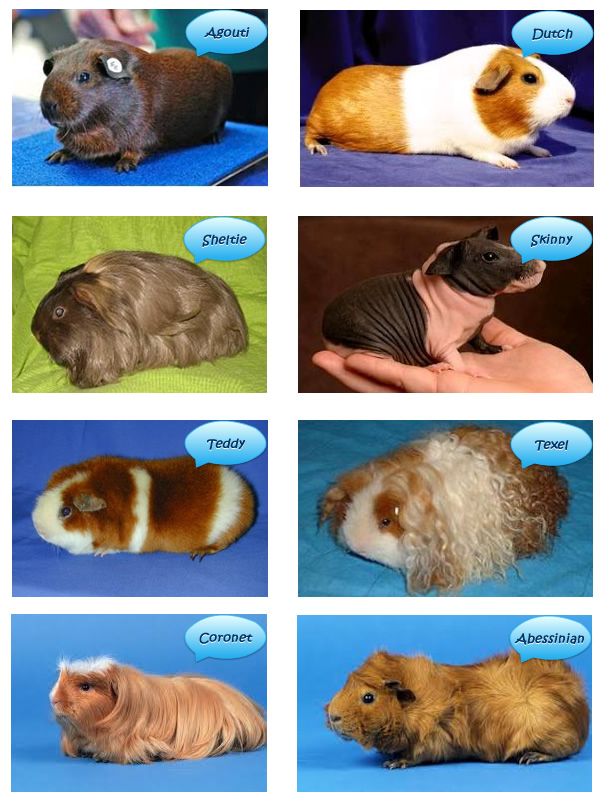 Agouti
Dutch
Sheltie
Skinny
Teddy
Texel
Coronet
Abessinian